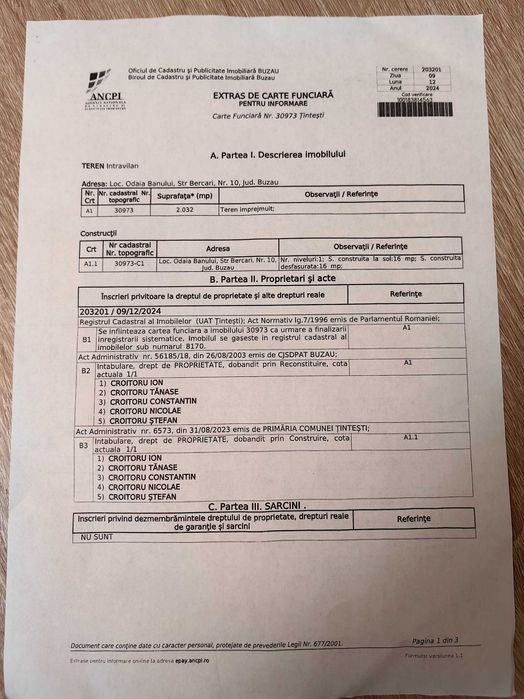 Oficiul de Cadastru și Publicitate Imobiliară BUZAU
Biroul de Cadastru și Publicitate Imobiliară Buzau
ANCPI
EXTRAS DE CARTE FUNCIARĂ
PENTRU INFORMARE
Carte Funciară Nr. 30973 Țintești
Nr. cerere 203201
Ziua 09
Luna 12
Anul 2024
Cod verificare
100183814563
A. Partea I. Descrierea imobilului
TEREN Intravilan
Adresa: Loc. Odaia Banului, Str Bercari, Nr. 10, Jud. Buzau
Nr. Crt Nr. cadastral Nr. topografic Suprafața* (mp) Observații / Referințe
A1 30973 2.032 Teren imprejmuit;
Construcții
Crt Nr cadastral Nr. topografic Adresa Observații / Referințe
A1.1 30973-C1 Loc. Odaia Banului, Str Bercari, Nr. 10, Jud. Buzau Nr. niveluri:1; S. construita la sol:16 mp; S. construita desfasurata:16 mp;
B. Partea II. Proprietari și acte
Înscrieri privitoare la dreptul de proprietate și alte drepturi reale Referințe
203201 / 09/12/2024
Registrul Cadastral al Imobilelor (UAT Țintești); Act Normativ lg.7/1996 emis de Parlamentul Romaniei;
B1 Se infiinteaza cartea funciara a imobilului 30973 ca urmare a finalizarii A1
inregistrarii sistematice. Imobilul se gaseste in registrul cadastral al
imobilelor sub numarul 8170.
Act Administrativ nr. 56185/18, din 26/08/2003 emis de CJSDPAT BUZAU;
B2 Intabulare, drept de PROPRIETATE, dobandit prin Reconstituire, cota A1
actuala 1/1
1) CROITORU ION
2) CROITORU TĂNASE
3) CROITORU CONSTANTIN
4) CROITORU NICOLAE
5) CROITORU ȘTEFAN
Act Administrativ nr. 6573, din 31/08/2023 emis de PRIMĂRIA COMUNEI ȚINTEȘTI;
B3 Intabulare, drept de PROPRIETATE, dobandit prin Construire, cota A1.1
actuala 1/1
1) CROITORU ION
2) CROITORU TĂNASE
3) CROITORU CONSTANTIN
4) CROITORU NICOLAE
5) CROITORU ȘTEFAN
C. Partea III. SARCINI .
Inscrieri privind dezmembrămintele dreptului de proprietate, drepturi reale Referințe
de garanție și sarcini
NU SUNT
Document care conține date cu caracter personal, protejate de prevederile Legii Nr. 677/2001.
Pagina 1 din 3
Extrase pentru informare on-line la adresa epay.ancpi.ro
Formular versiunea 1.1